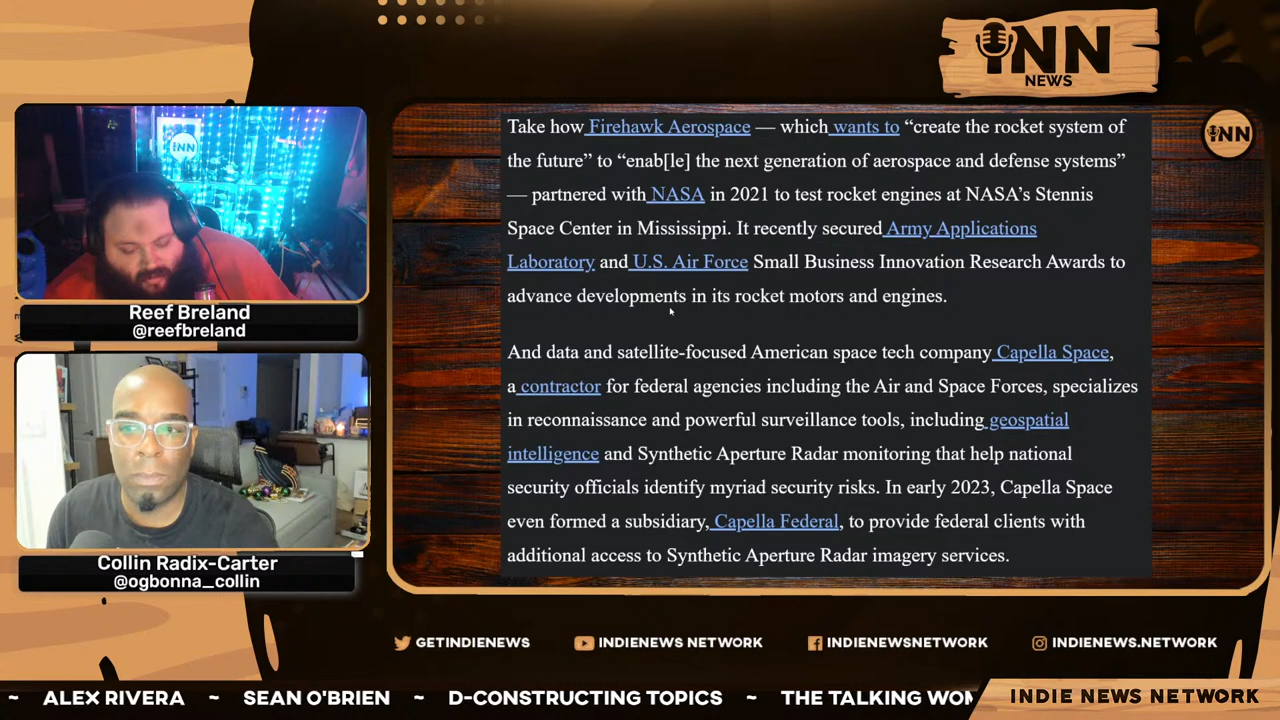 INN
NEWS
INN
INN
Take how Firehawk Aerospace — which wants to “create the rocket system of
the future” to “enab[le] the next generation of aerospace and defense systems”
— partnered with NASA in 2021 to test rocket engines at NASA’s Stennis
Space Center in Mississippi. It recently secured Army Applications
Laboratory and U.S. Air Force Small Business Innovation Research Awards to
advance developments in its rocket motors and engines.
And data and satellite-focused American space tech company Capella Space,
a contractor for federal agencies including the Air and Space Forces, specializes
in reconnaissance and powerful surveillance tools, including geospatial
intelligence and Synthetic Aperture Radar monitoring that help national
security officials identify myriad security risks. In early 2023, Capella Space
even formed a subsidiary, Capella Federal, to provide federal clients with
additional access to Synthetic Aperture Radar imagery services.
Reef Breland
@reefbreland
Collin Radix-Carter
@ogbonna_collin
GETINDIENEWS INDIENEWS NETWORK INDIENEWSNETWORK INDIENEWS.NETWORK
~ ALEX RIVERA ~ SEAN O'BRIEN ~ D-CONSTRUCTING TOPICS ~ THE TALKING
INDIE NEWS NETWORK